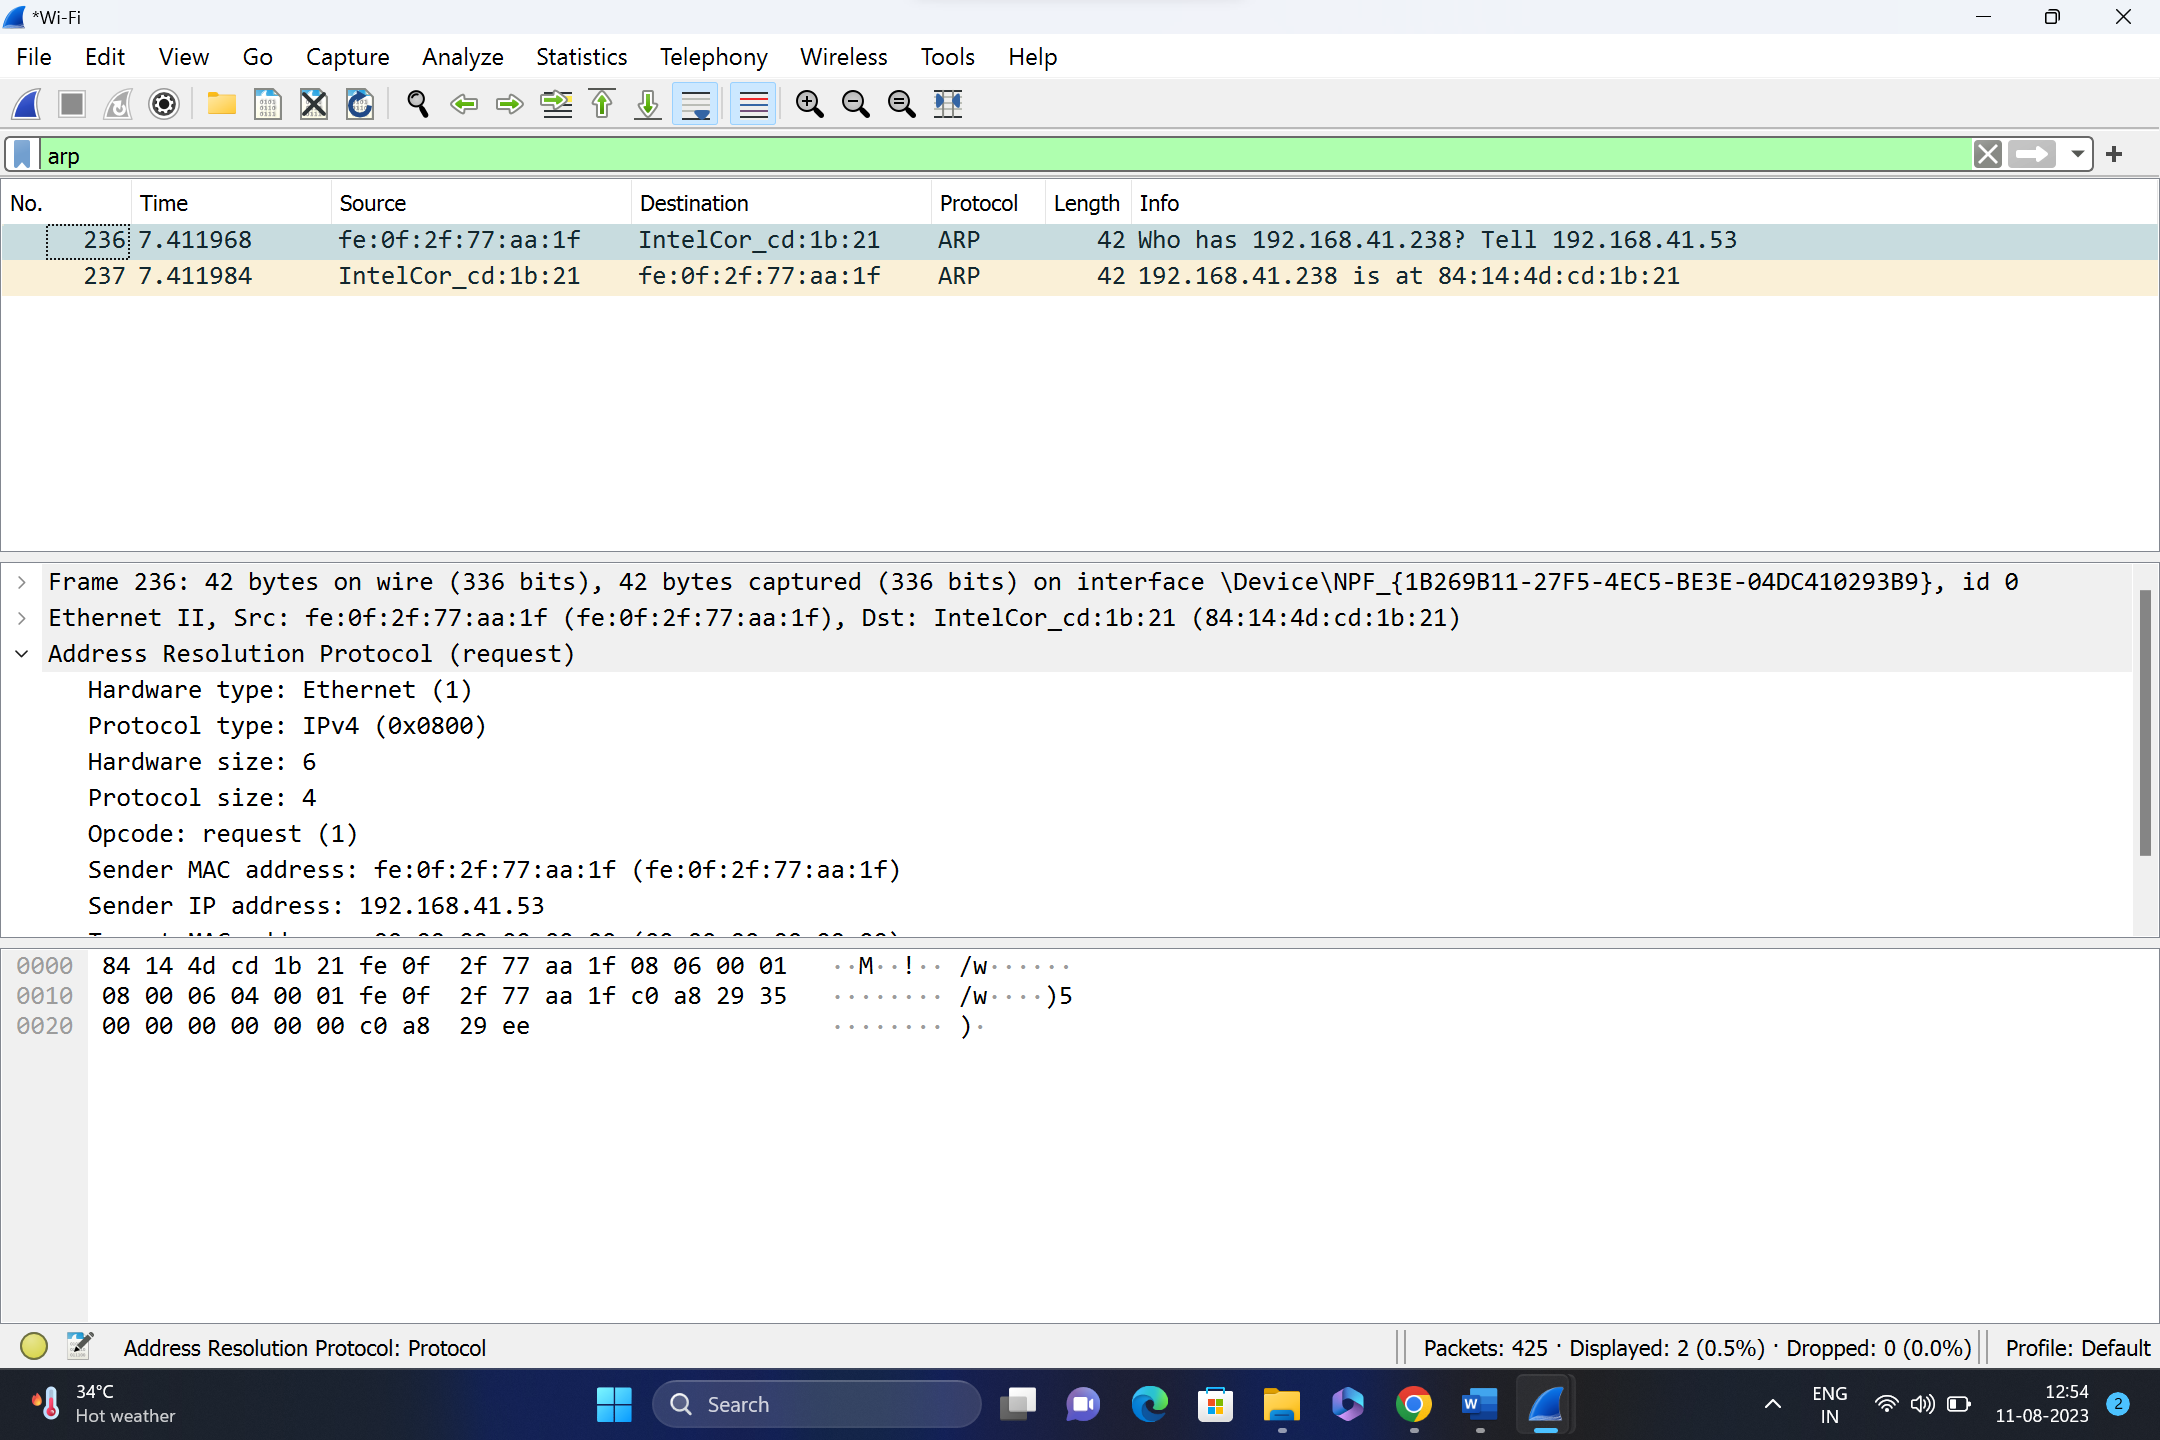 *Wi-Fi
File Edit View Go Capture Analyze Statistics Telephony Wireless Tools Help
arp
No. Time Source Destination Protocol Length Info
236 7.411968 fe:0f:2f:77:aa:1f IntelCor_cd:1b:21 ARP 42 Who has 192.168.41.238? Tell 192.168.41.53
237 7.411984 IntelCor_cd:1b:21 fe:0f:2f:77:aa:1f ARP 42 192.168.41.238 is at 84:14:4d:cd:1b:21
Frame 236: 42 bytes on wire (336 bits), 42 bytes captured (336 bits) on interface \Device\NPF_{1B269B11-27F5-4EC5-BE3E-04DC410293B9}, id 0
Ethernet II, Src: fe:0f:2f:77:aa:1f (fe:0f:2f:77:aa:1f), Dst: IntelCor_cd:1b:21 (84:14:4d:cd:1b:21)
Address Resolution Protocol (request)
Hardware type: Ethernet (1)
Protocol type: IPv4 (0x0800)
Hardware size: 6
Protocol size: 4
Opcode: request (1)
Sender MAC address: fe:0f:2f:77:aa:1f (fe:0f:2f:77:aa:1f)
Sender IP address: 192.168.41.53
0000 84 14 4d cd 1b 21 fe 0f 2f 77 aa 1f 08 06 00 01 ··M··!·· /w······
0010 08 00 06 04 00 01 fe 0f 2f 77 aa 1f c0 a8 29 35 ········ /w····)5
0020 00 00 00 00 00 00 c0 a8 29 ee ········ )·
Address Resolution Protocol: Protocol Packets: 425 · Displayed: 2 (0.5%) · Dropped: 0 (0.0%) Profile: Default
34°C
Hot weather
Search
ENG
IN
12:54
11-08-2023
2